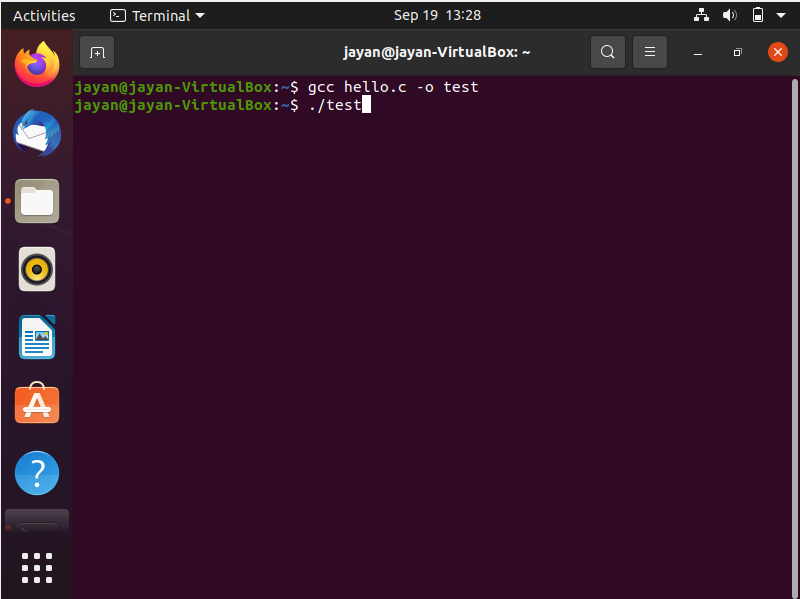 Activities Terminal Sep 19 13:28
jayan@jayan-VirtualBox: ~
jayan@jayan-VirtualBox:~$ gcc hello.c -o test
jayan@jayan-VirtualBox:~$ ./test